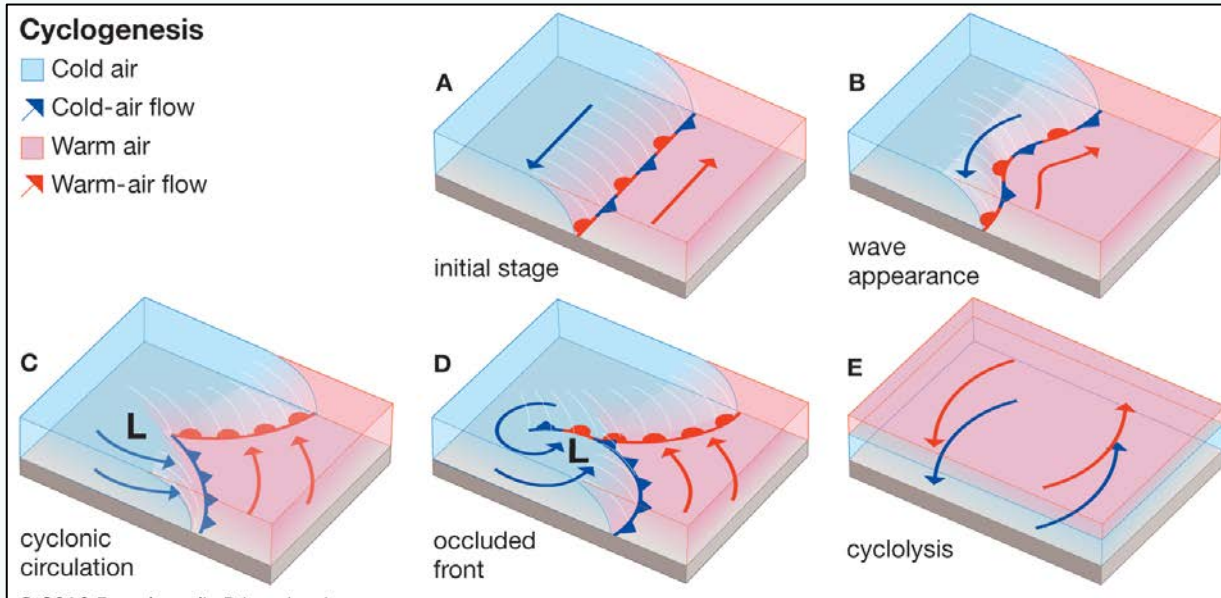 Cyclogenesis
Cold air
Cold-air flow
Warm air
Warm-air flow
A
initial stage
B
wave
appearance
C
L
cyclonic
circulation
D
L
occluded
front
E
cyclolysis